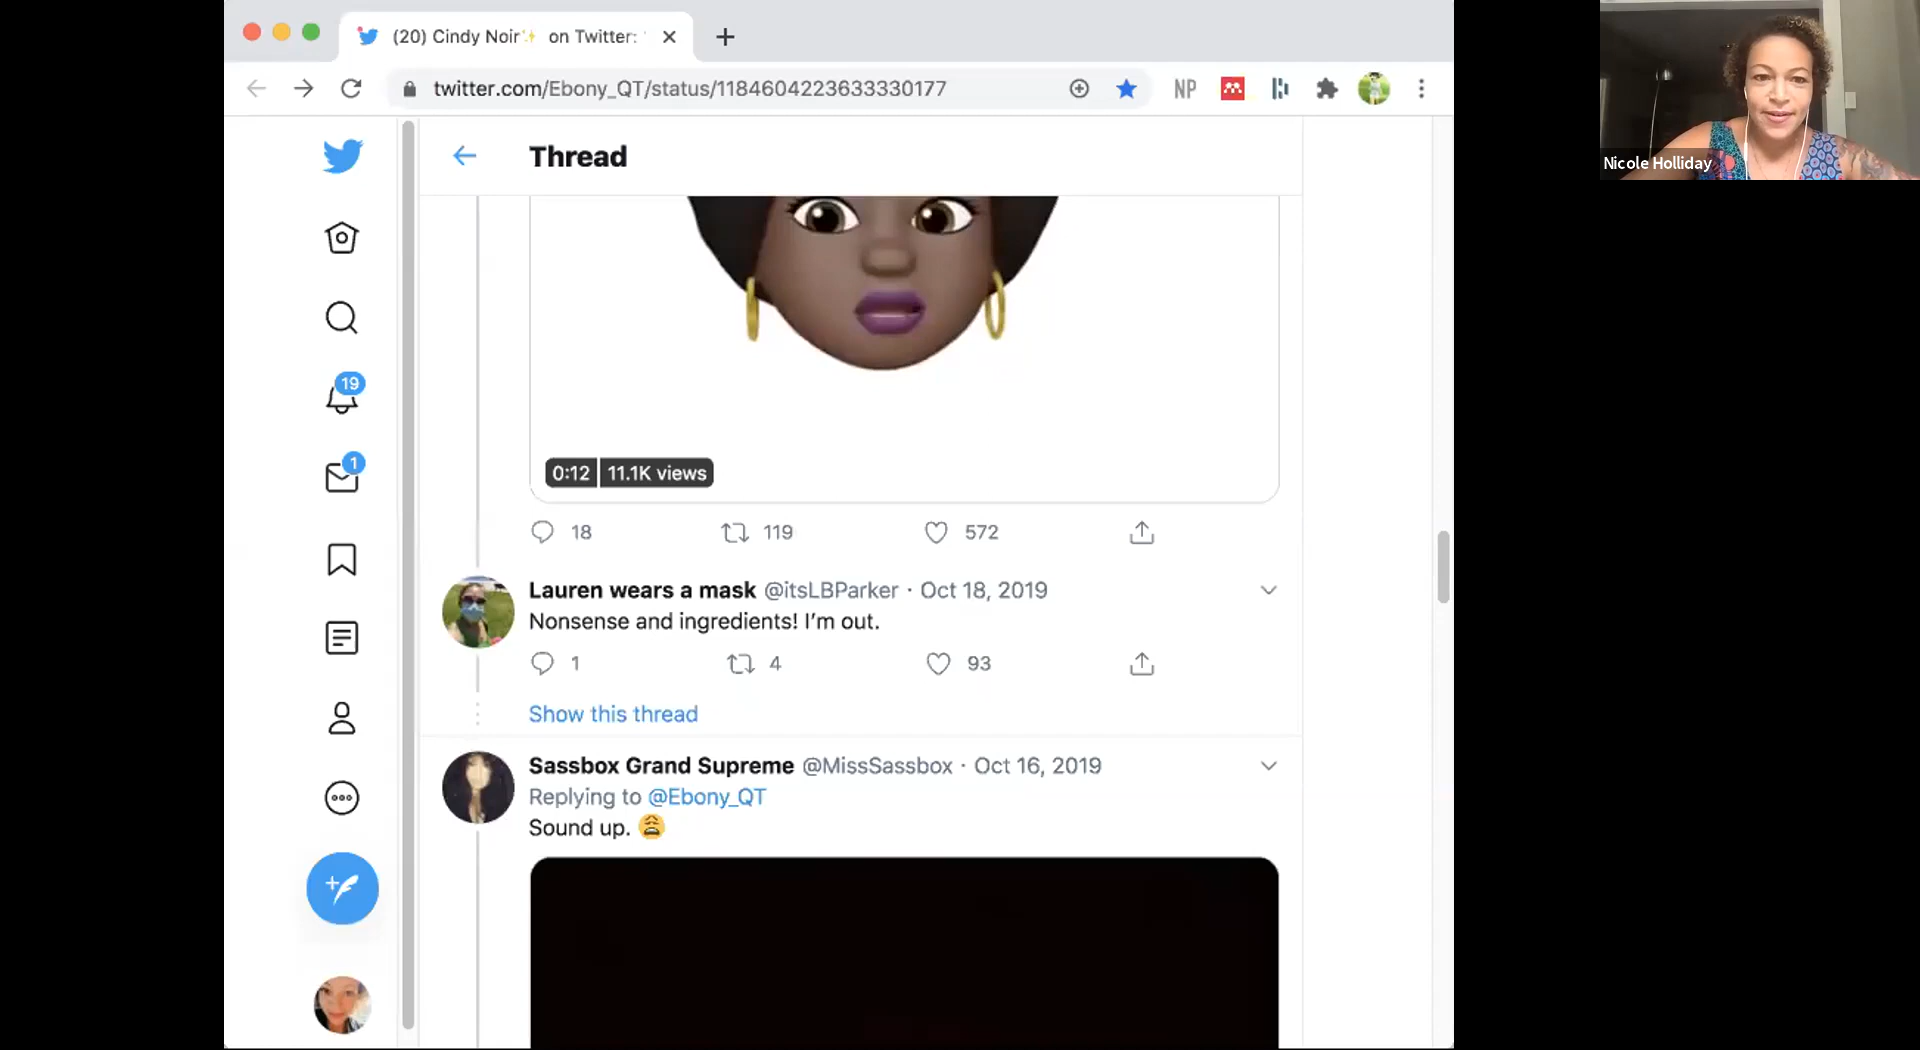 (20) Cindy Noir✨ on Twitter:
twitter.com/Ebony_QT/status/1184604223633330177
NP
Nicole Holliday
Thread
19
1
0:12 11.1K views
18 119 572
Lauren wears a mask @itsLBParker · Oct 18, 2019
Nonsense and ingredients! I’m out.
1 4 93
Show this thread
Sassbox Grand Supreme @MissSassbox · Oct 16, 2019
Replying to @Ebony_QT
Sound up. 😩